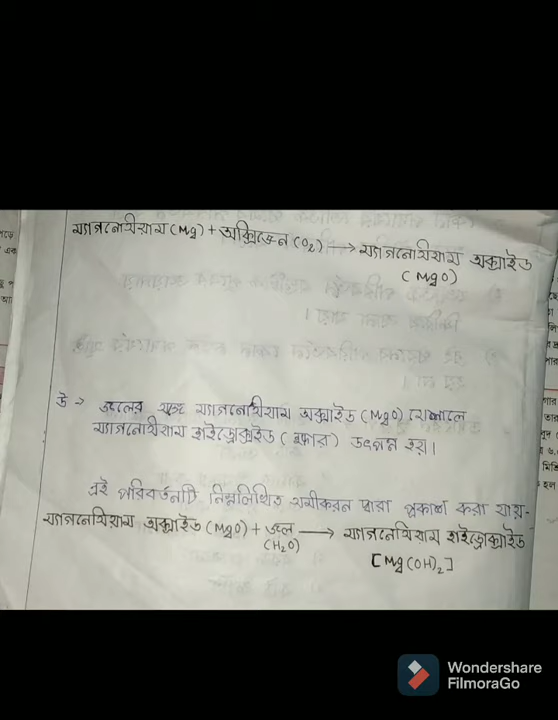 ম্যাগনেসিয়াম (Mg) + অক্সিজেন (O₂) → ম্যাগনেসিয়াম অক্সাইড
(MgO)
উ → জলের সঙ্গে ম্যাগনেসিয়াম অক্সাইড (MgO) মেশালে
ম্যাগনেসিয়াম হাইড্রোক্সাইড (ক্ষার) উৎপন্ন হয়।
এই পরিবর্তনটি নিম্নলিখিত সমীকরন দ্বারা প্রকাশ করা যায়-
ম্যাগনেসিয়াম অক্সাইড (MgO) + জল → ম্যাগনেসিয়াম হাইড্রোক্সাইড
(H₂O)
[Mg(OH)₂]
Wondershare
FilmoraGo